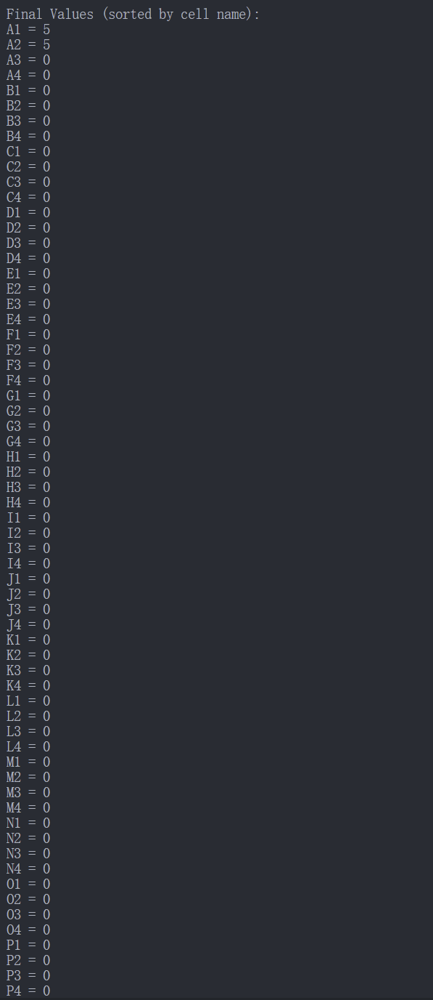 Final Values (sorted by cell name):
A1 = 5
A2 = 5
A3 = 0
A4 = 0
B1 = 0
B2 = 0
B3 = 0
B4 = 0
C1 = 0
C2 = 0
C3 = 0
C4 = 0
D1 = 0
D2 = 0
D3 = 0
D4 = 0
E1 = 0
E2 = 0
E3 = 0
E4 = 0
F1 = 0
F2 = 0
F3 = 0
F4 = 0
G1 = 0
G2 = 0
G3 = 0
G4 = 0
H1 = 0
H2 = 0
H3 = 0
H4 = 0
I1 = 0
I2 = 0
I3 = 0
I4 = 0
J1 = 0
J2 = 0
J3 = 0
J4 = 0
K1 = 0
K2 = 0
K3 = 0
K4 = 0
L1 = 0
L2 = 0
L3 = 0
L4 = 0
M1 = 0
M2 = 0
M3 = 0
M4 = 0
N1 = 0
N2 = 0
N3 = 0
N4 = 0
O1 = 0
O2 = 0
O3 = 0
O4 = 0
P1 = 0
P2 = 0
P3 = 0
P4 = 0